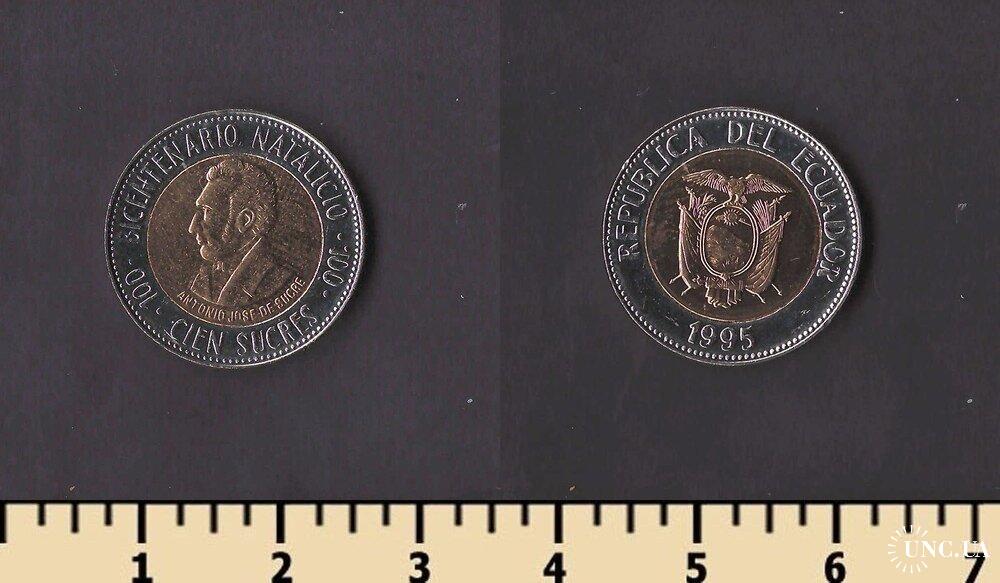 BICENTENARIO NATALICIO
· 100 · CIEN SUCRES · 100 ·
ANTONIO JOSE DE SUCRE
REPUBLICA DEL ECUADOR
1995
1 2 3 4 5 6 7
UNC.UA